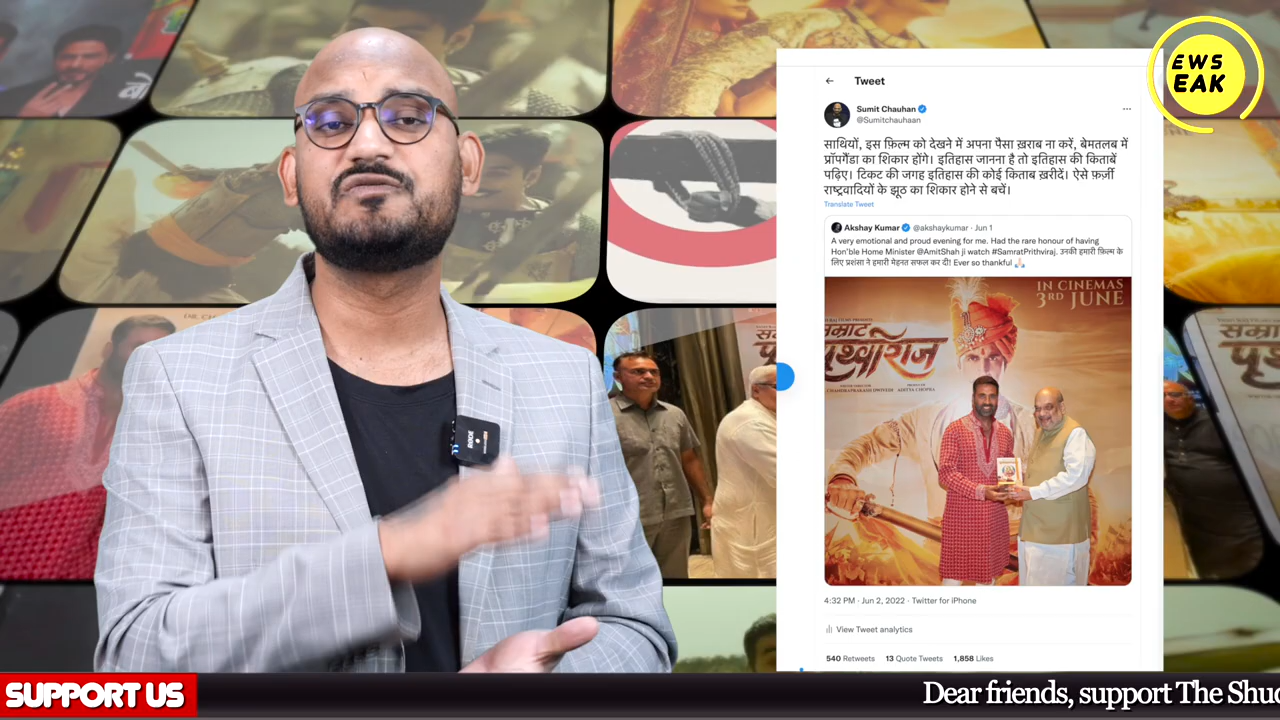 EWS
EAK
Tweet
Sumit Chauhan
@Sumitchauhaan
साथियों, इस फ़िल्म को देखने में अपना पैसा ख़राब ना करें, बेमतलब में
प्रॉपगैंडा का शिकार होंगे। इतिहास जानना है तो इतिहास की किताबें
पढ़िए। टिकट की जगह इतिहास की कोई किताब ख़रीदें। ऐसे फ़र्ज़ी
राष्ट्रवादियों के झूठ का शिकार होने से बचें।
Translate Tweet
Akshay Kumar @akshaykumar · Jun 1
A very emotional and proud evening for me. Had the rare honour of having
Hon'ble Home Minister @AmitShah ji watch #SamratPrithviraj. उनकी हमारी फ़िल्म के
लिए प्रशंसा ने हमारी मेहनत सफल कर दी! Ever so thankful 🙏🏻
IN CINEMAS
3RD JUNE
सम्राट
पृथ्वीराज
4:32 PM · Jun 2, 2022 · Twitter for iPhone
View Tweet analytics
540 Retweets 13 Quote Tweets 1,858 Likes
SUPPORT US
Dear friends, support The Shud